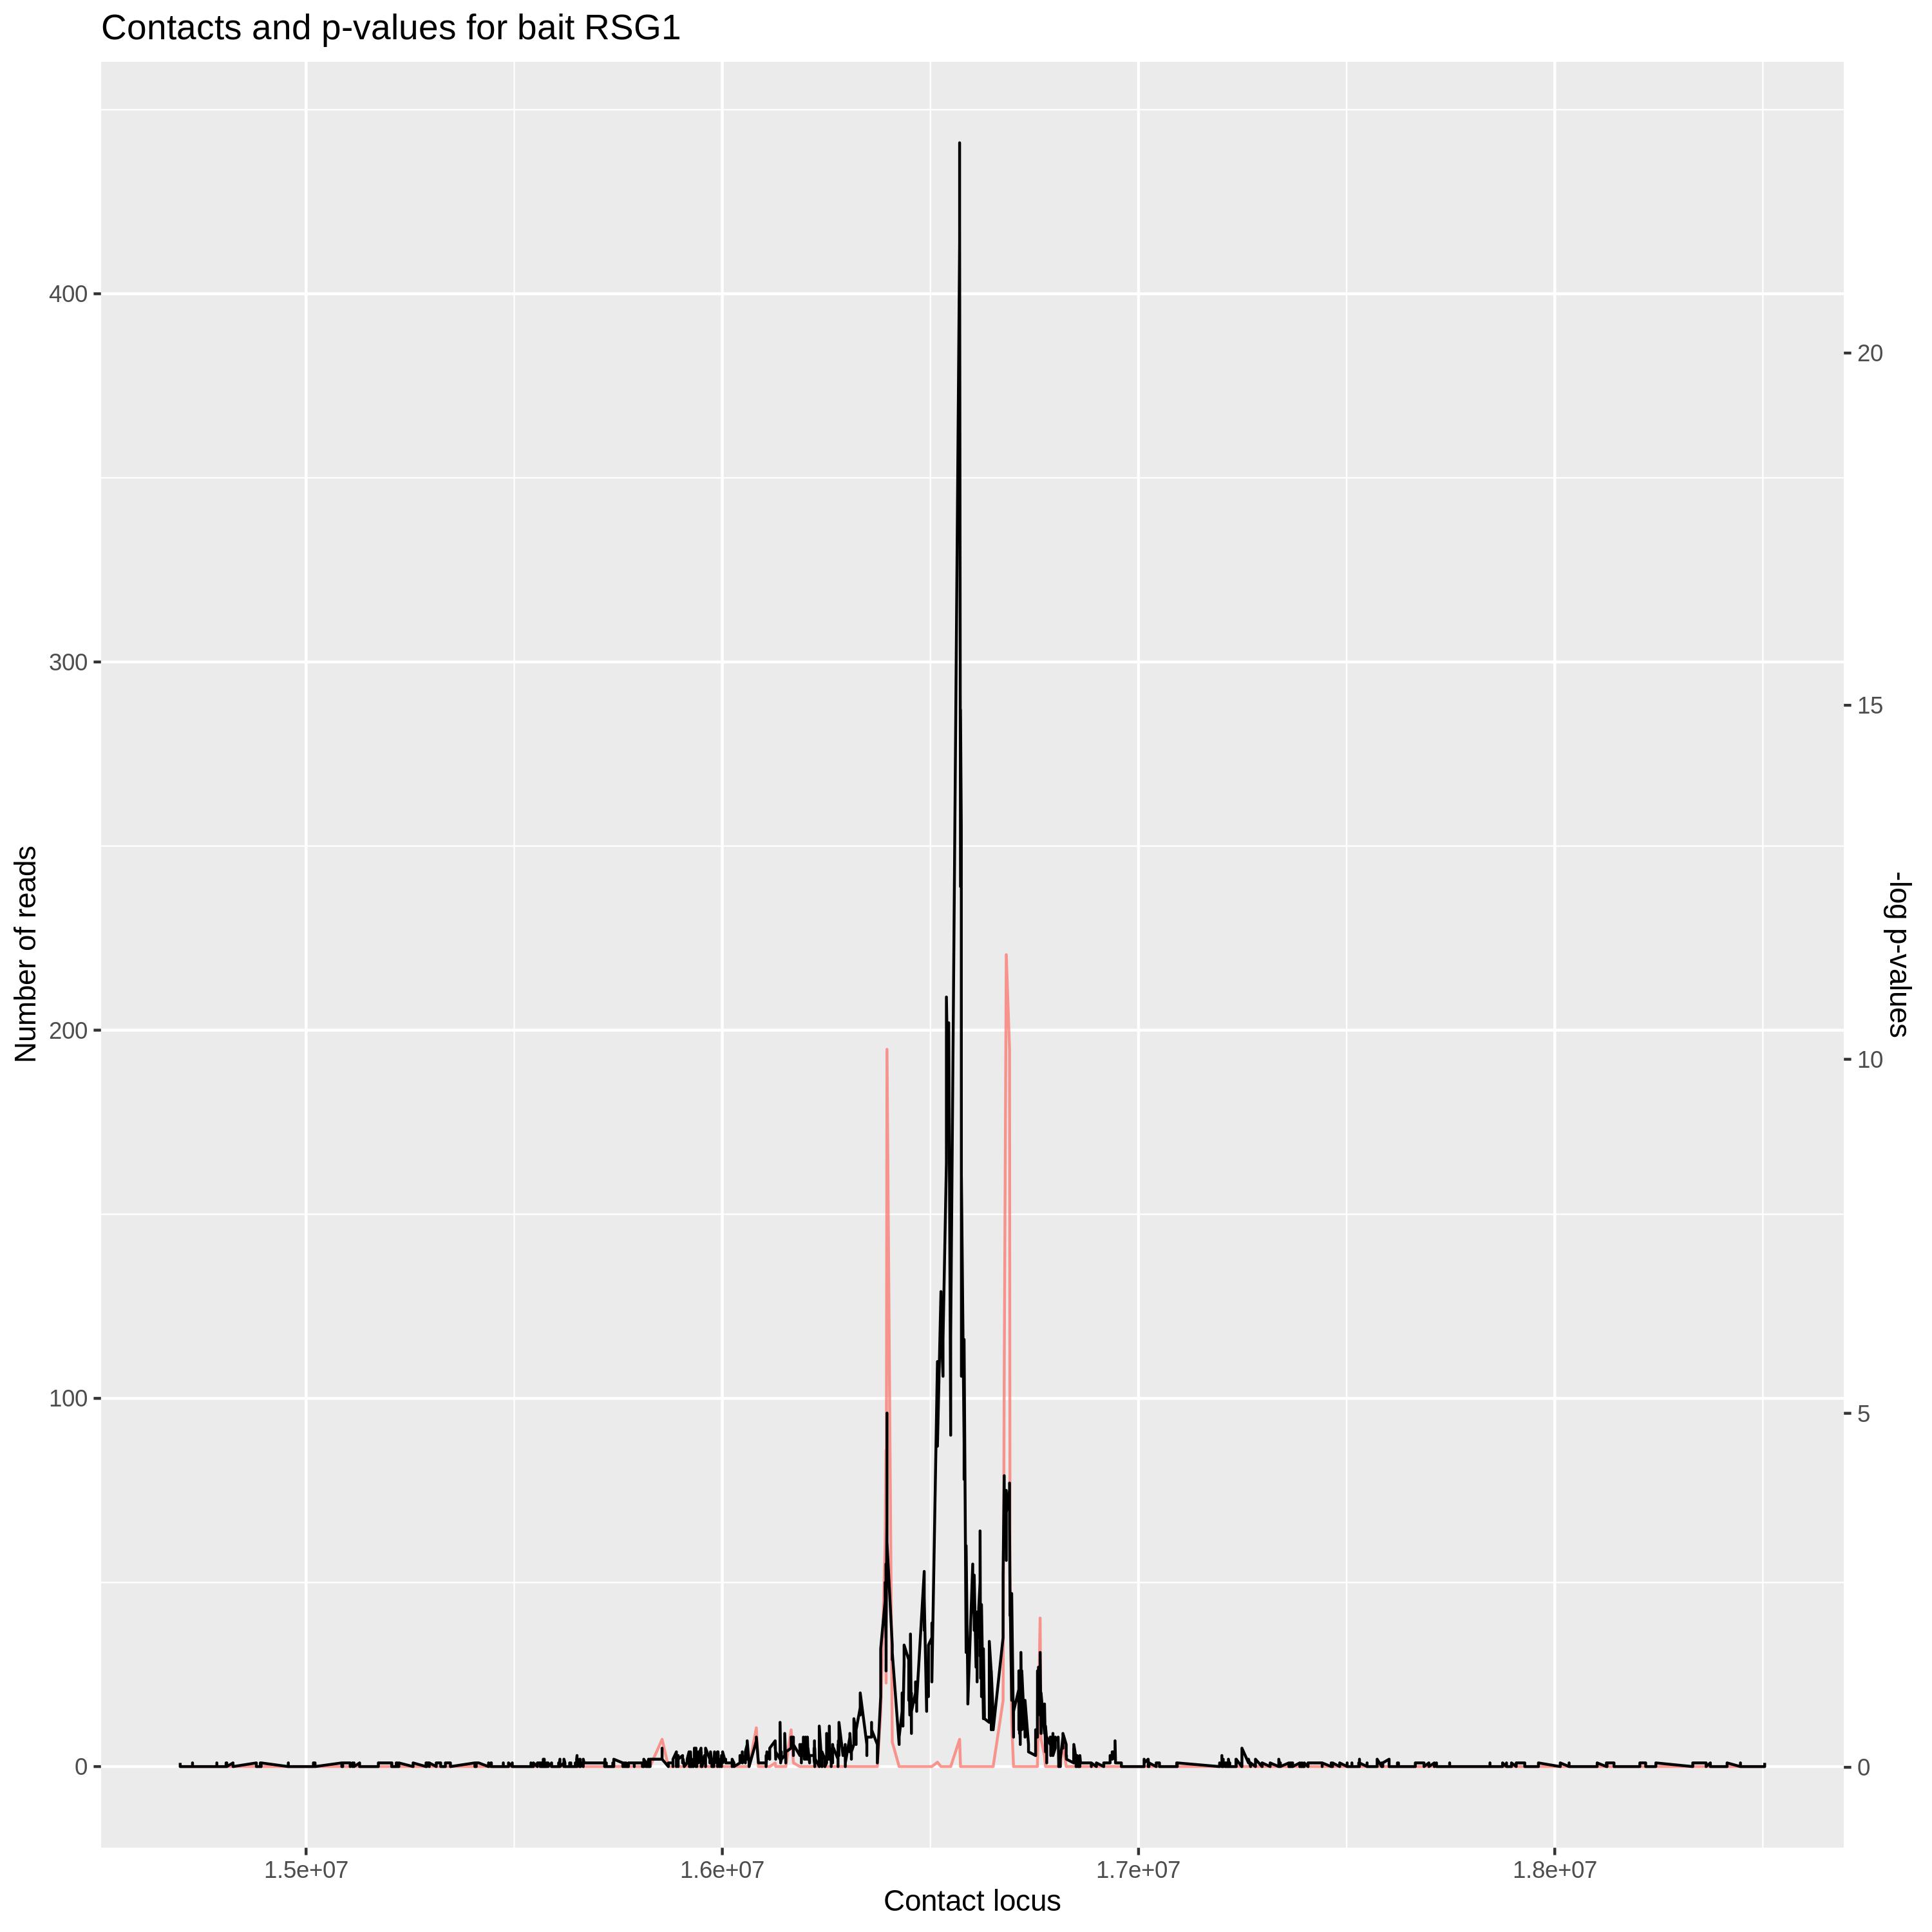 Contacts and p-values for bait RSG1
Number of reads
400
300
200
100
0
20
15
10
5
0
-log p-values
1.5e+07
1.6e+07
1.7e+07
1.8e+07
Contact locus